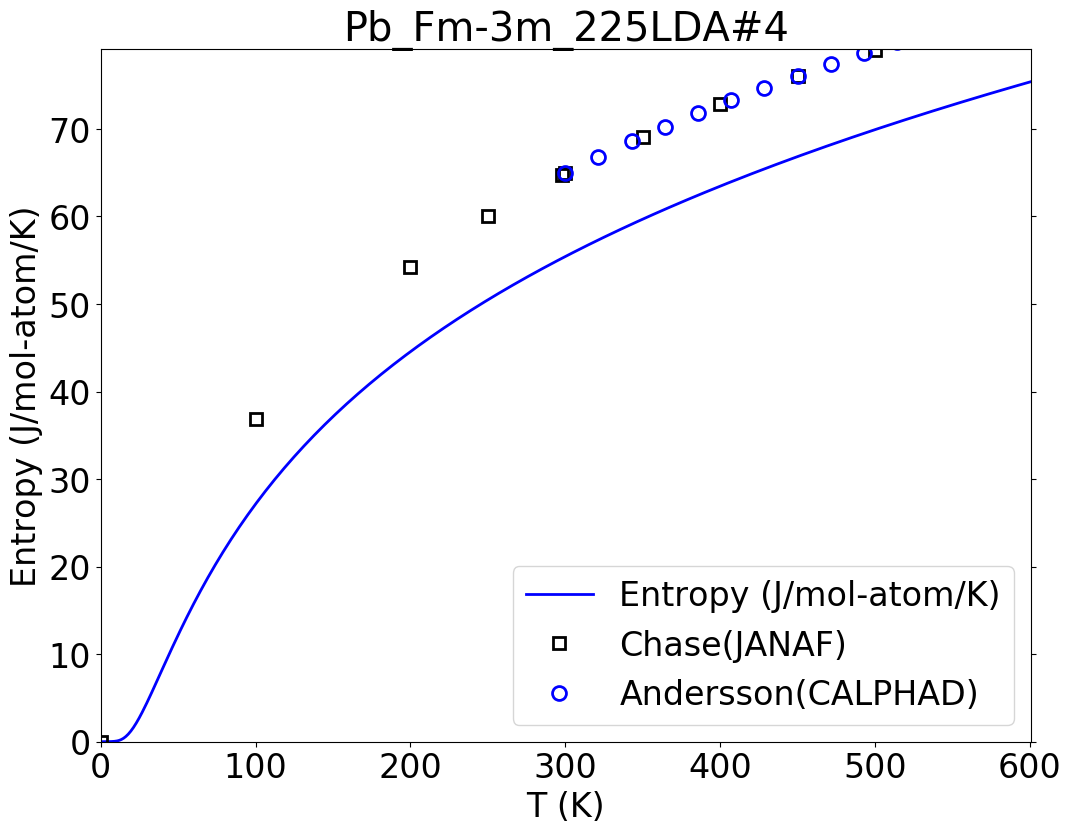 Pb_Fm-3m_225LDA#4
Entropy (J/mol-atom/K)
70
60
50
40
30
20
10
0
Entropy (J/mol-atom/K)
Chase(JANAF)
Andersson(CALPHAD)
0 100 200 300 400 500 600
T (K)